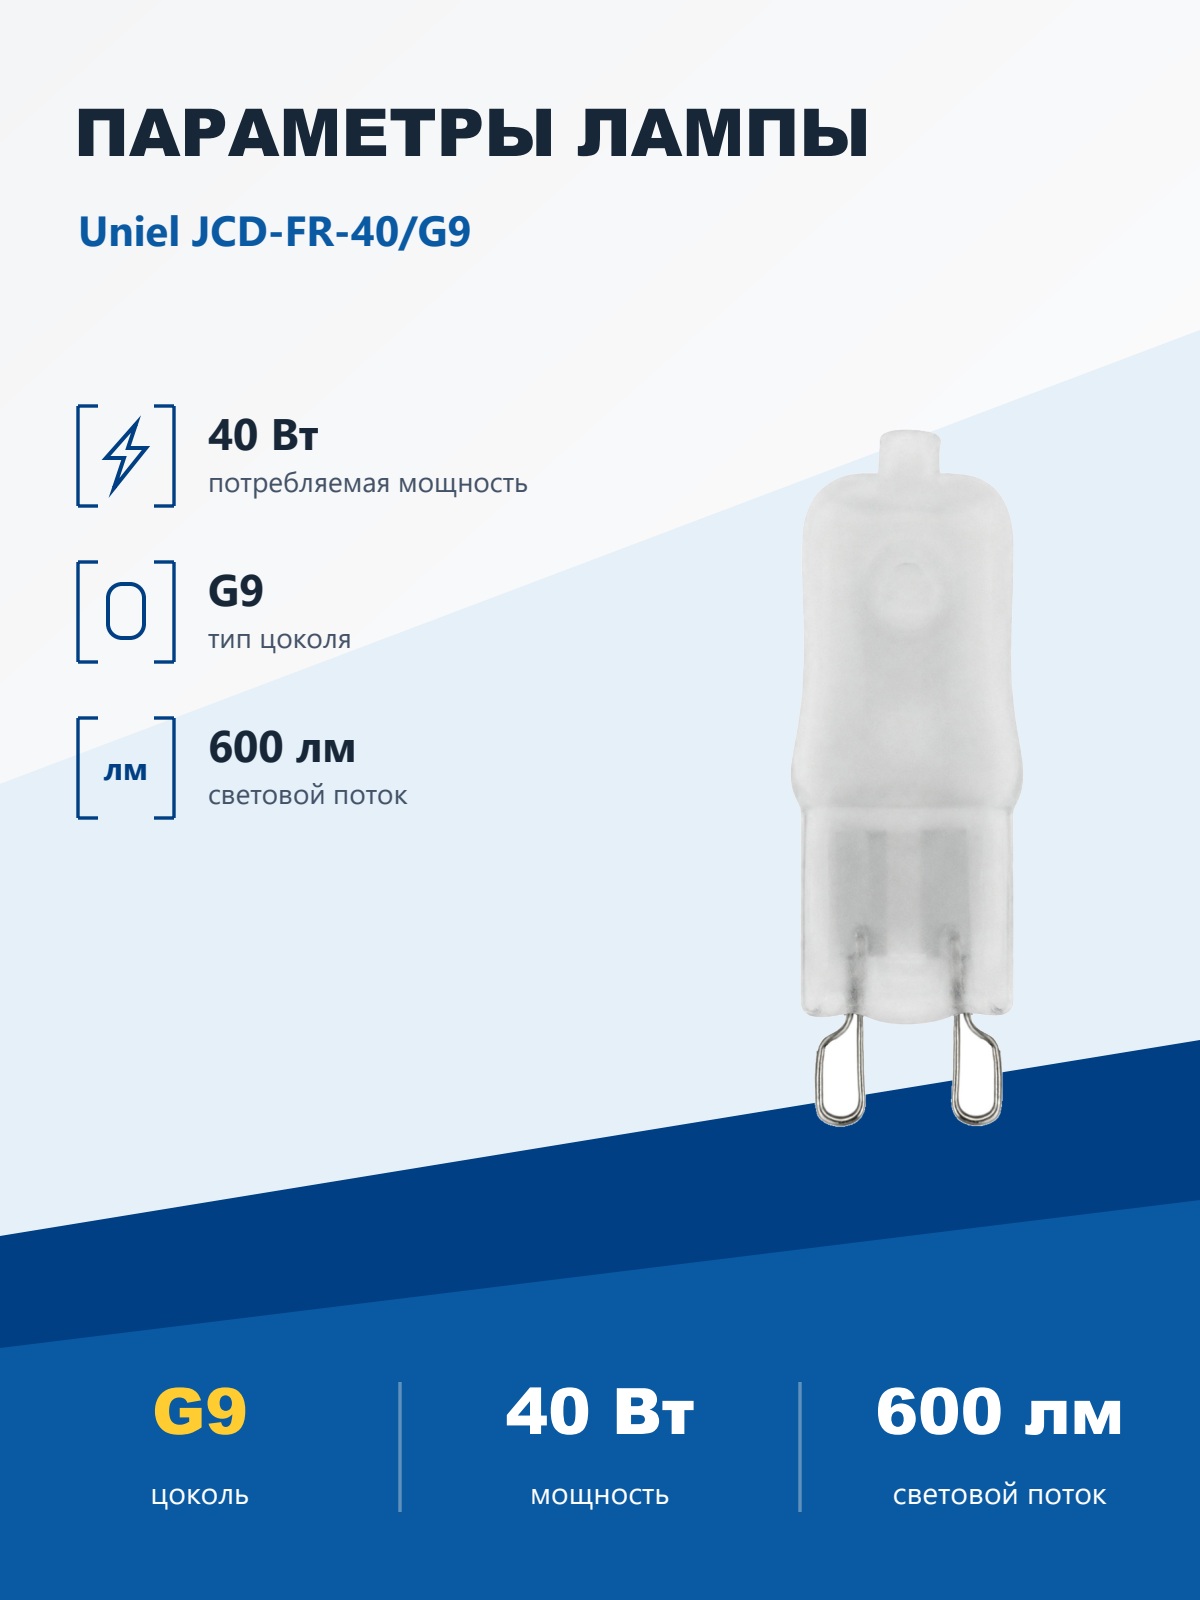 ПАРАМЕТРЫ ЛАМПЫ
Uniel JCD-FR-40/G9
40 Вт
потребляемая мощность
G9
тип цоколя
лм
600 лм
световой поток
G9
цоколь
40 Вт
мощность
600 лм
световой поток